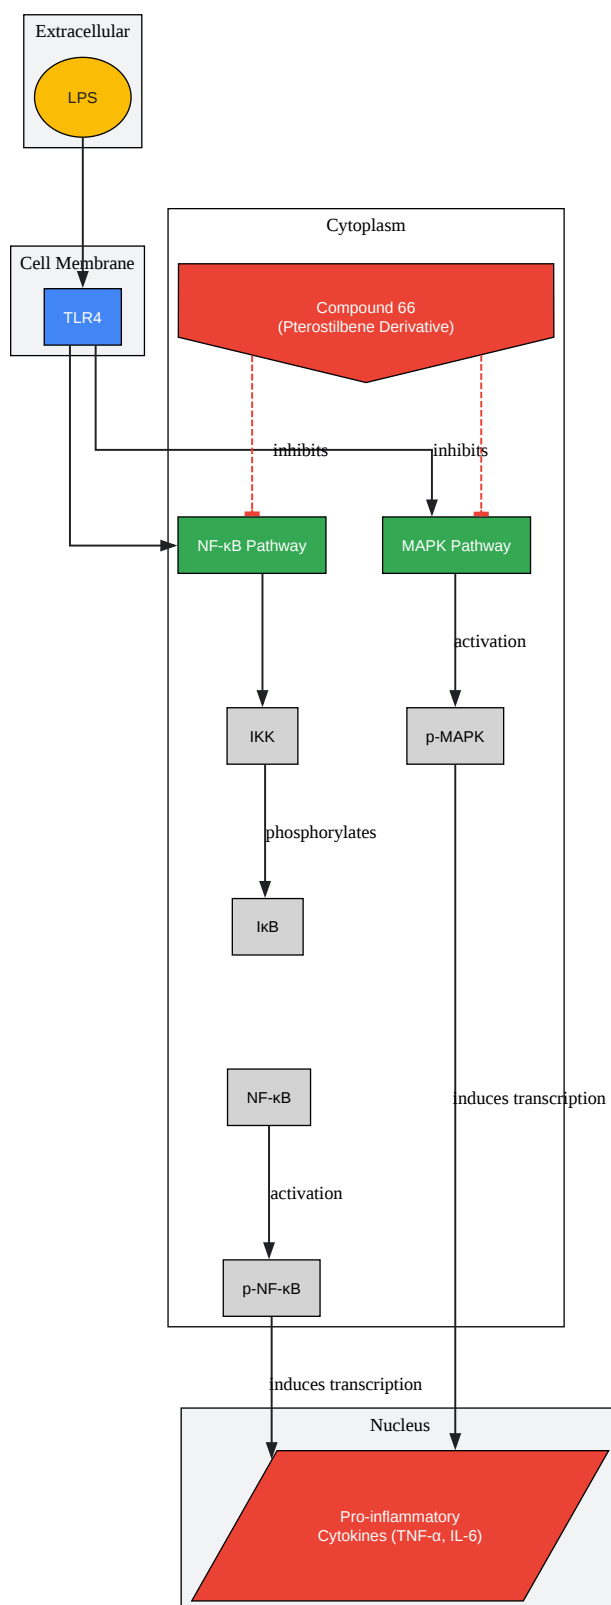 Extracellular
LPS
Cytoplasm
Cell Membrane
TLR4
Compound 66
(Pterostilbene Derivative)
inhibits
inhibits
NF-κB Pathway
MAPK Pathway
activation
IKK
p-MAPK
phosphorylates
IκB
NF-κB
induces transcription
activation
p-NF-κB
induces transcription
Nucleus
Pro-inflammatory
Cytokines (TNF-α, IL-6)